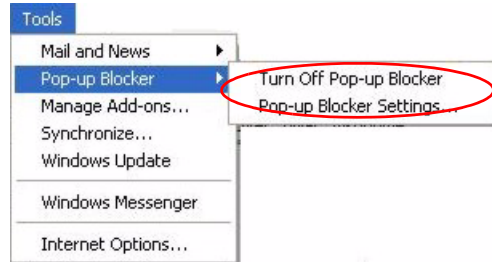 Tools
Mail and News
Pop-up Blocker
Turn Off Pop-up Blocker
Manage Add-ons...
Pop-up Blocker Settings...
Synchronize...
Windows Update
Windows Messenger
Internet Options...